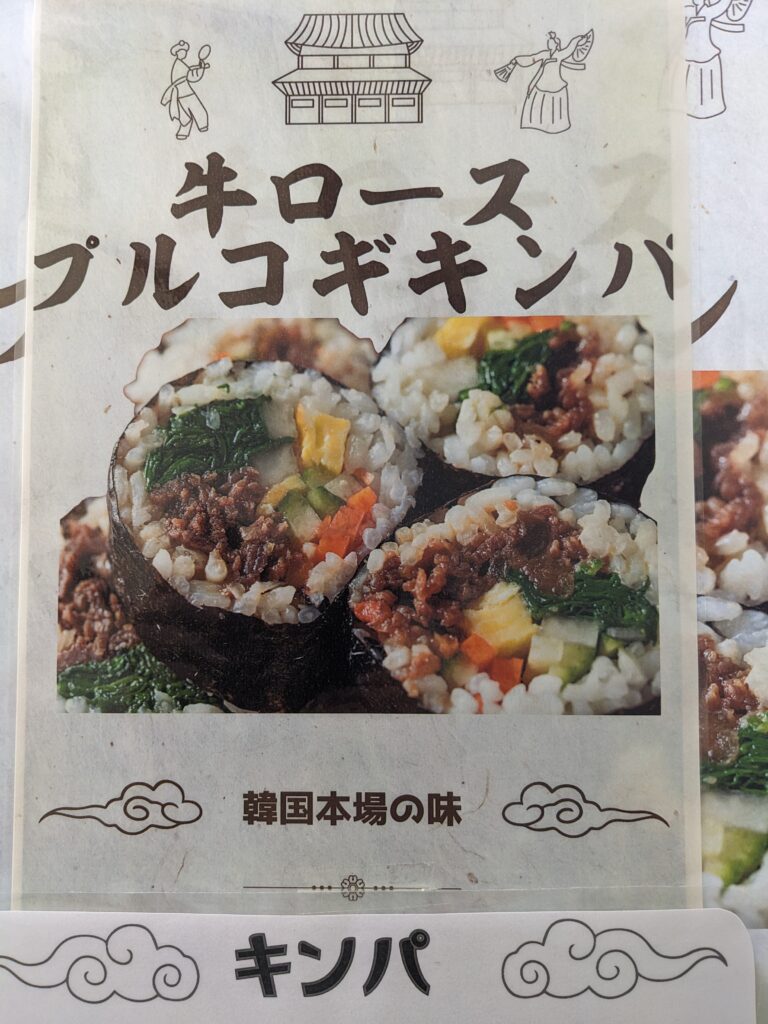 牛ロース
プルコギキンパ
韓国本場の味
キンパ